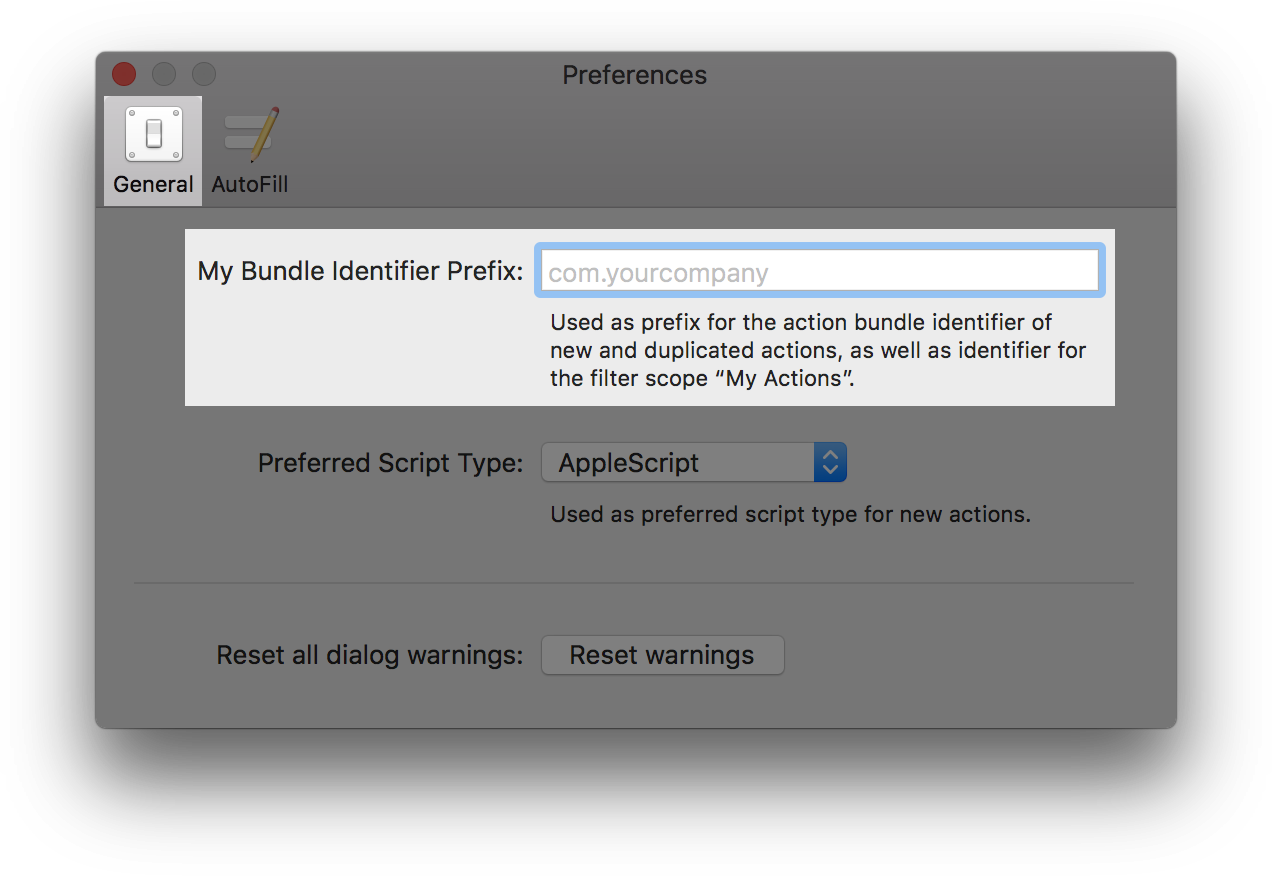 Preferences
General
AutoFill
My Bundle Identifier Prefix:
com.yourcompany
Used as prefix for the action bundle identifier of
new and duplicated actions, as well as identifier for
the filter scope “My Actions”.
Preferred Script Type:
AppleScript
Used as preferred script type for new actions.
Reset all dialog warnings:
Reset warnings